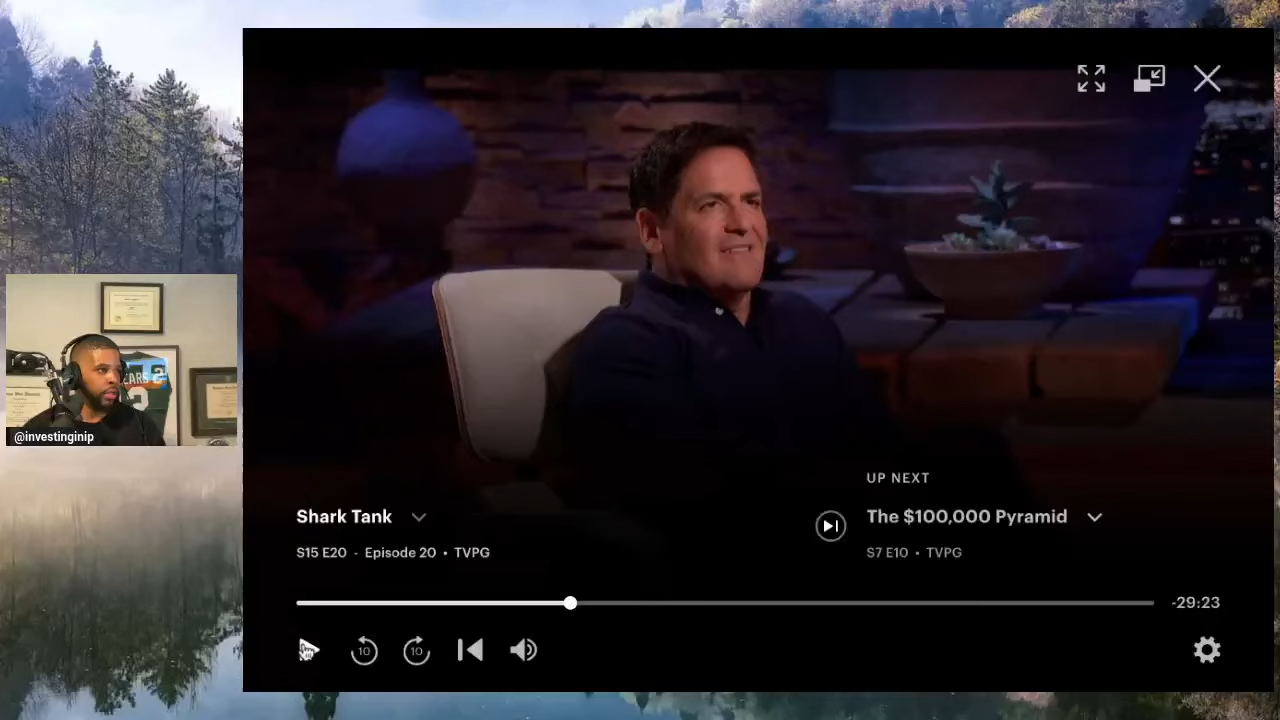 UP NEXT
Shark Tank
The $100,000 Pyramid
S15 E20 - Episode 20 • TVPG
S7 E10 • TVPG
-29:23
10
10
@investinginip